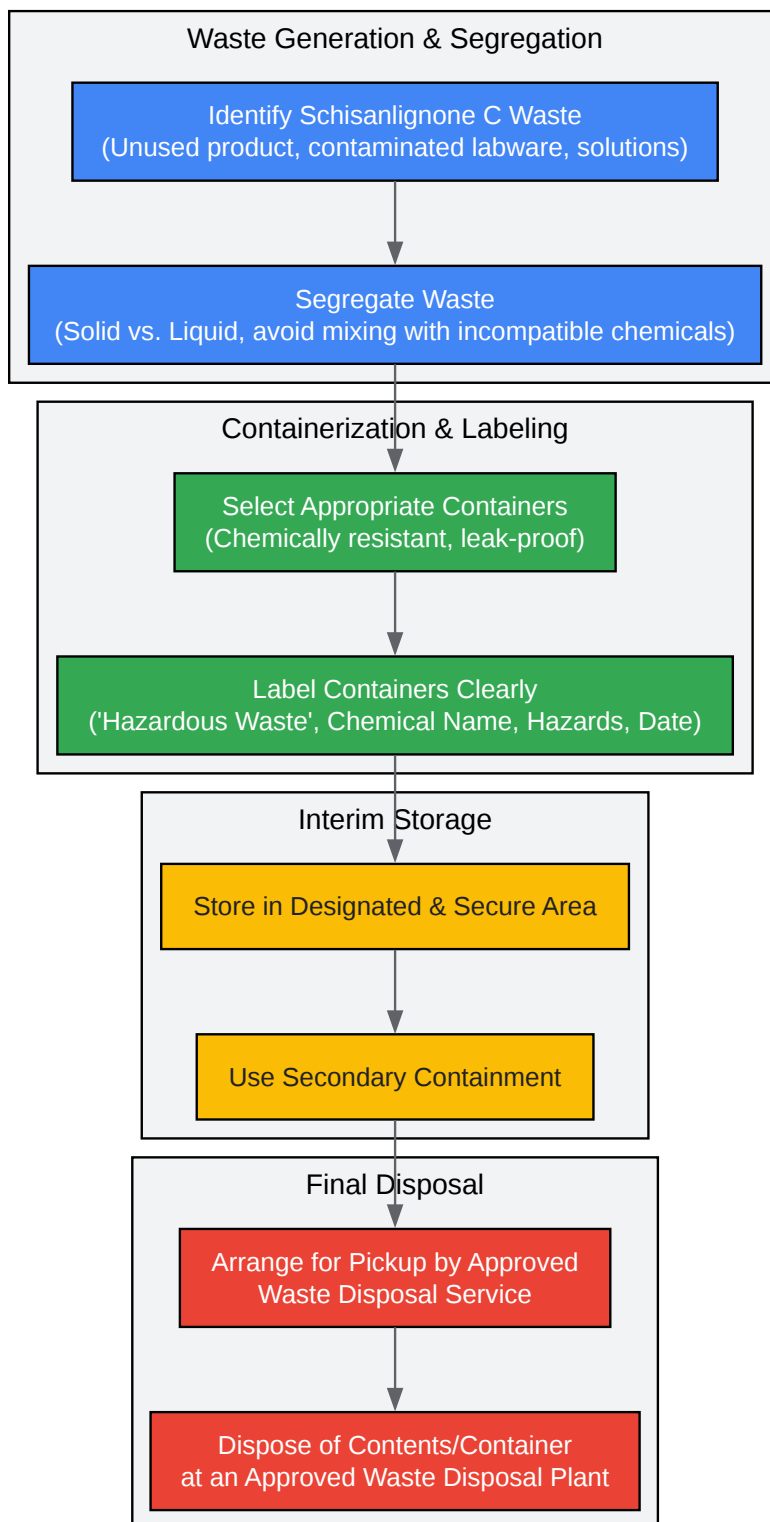 Waste Generation & Segregation
Identify Schisanlignone C Waste
(Unused product, contaminated labware, solutions)
Segregate Waste
(Solid vs. Liquid, avoid mixing with incompatible chemicals)
Containerization & Labeling
Select Appropriate Containers
(Chemically resistant, leak-proof)
Label Containers Clearly
('Hazardous Waste', Chemical Name, Hazards, Date)
Interim Storage
Store in Designated & Secure Area
Use Secondary Containment
Final Disposal
Arrange for Pickup by Approved
Waste Disposal Service
Dispose of Contents/Container
at an Approved Waste Disposal Plant